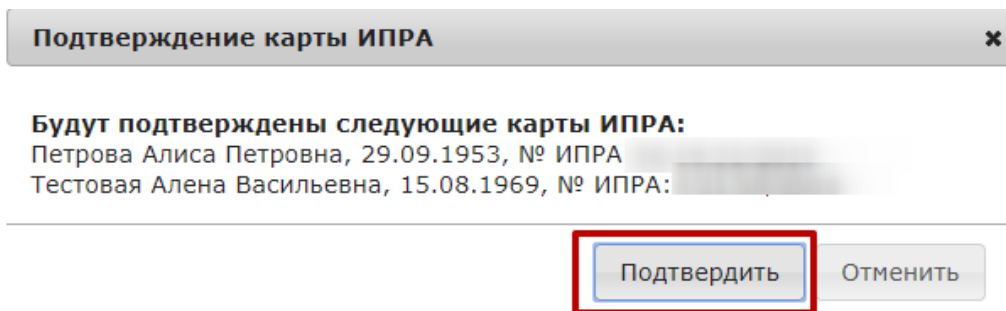 Подтверждение карты ИПРА
Будут подтверждены следующие карты ИПРА:
Петрова Алиса Петровна, 29.09.1953, № ИПРА
Тестовая Алена Васильевна, 15.08.1969, № ИПРА:
Подтвердить Отменить